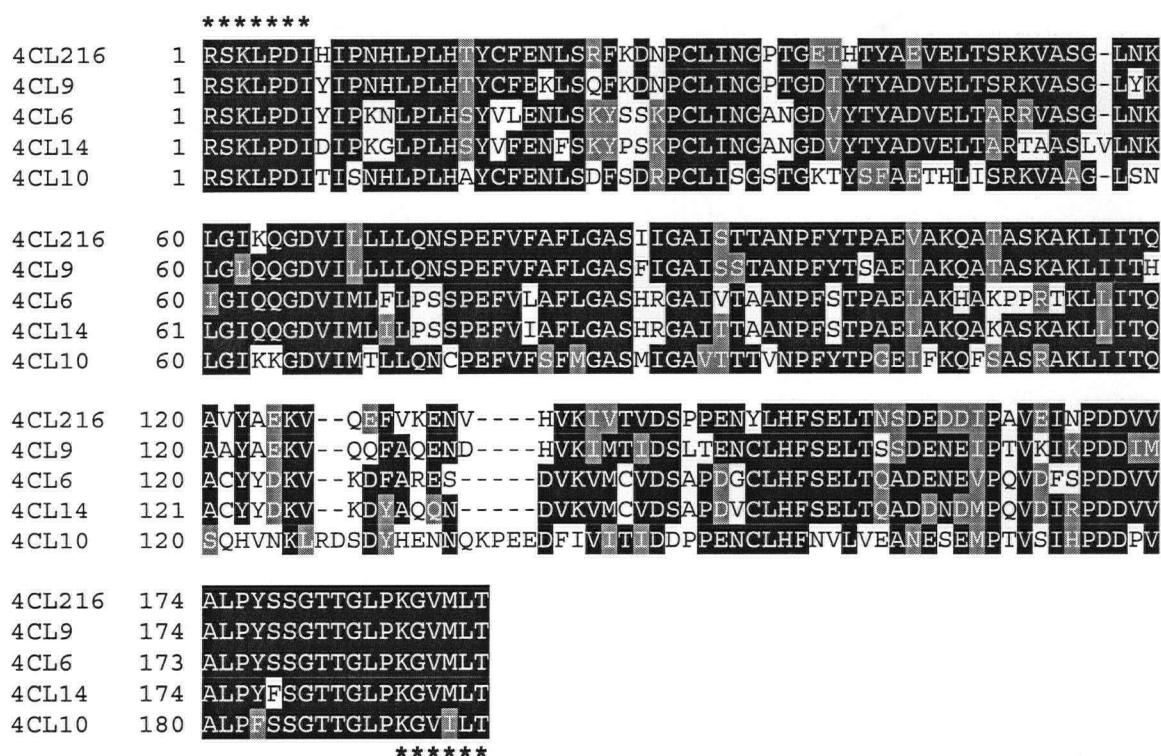 *******
4CL216 1 RSKLPDIHIPNHLPLHTYCFENLSRFKDNPCLINGPTGEIHTYAEVELTSRKVASG-LNK
4CL9 1 RSKLPDIYIPNHLPLHTYCFEKLSQFKDNPCLINGPTGDIYTYADVELTSRKVASG-LYK
4CL6 1 RSKLPDIYIPKNLPLHSYVLENLSKYSSKPCLINGANGDVYTYADVELTARRVASG-LNK
4CL14 1 RSKLPDIDIPKGLPLHSYVFENFSKYPSKPCLINGANGDVYTYADVELTARTAASLVLNK
4CL10 1 RSKLPDITISNHLPLHAYCFENLSDFSDRPCLISGSTGKTYSFAETHLISRKVAAG-LSN
4CL216 60 LGIKQGDVILLLLQNSPEFVFAFLGASIIGAISTTANPFYTPAEVAKQATASKAKLIITQ
4CL9 60 LGLQQGDVILLLLQNSPEFVFAFLGASFIGAISSTANPFYTSAEIAKQATASKAKLIITH
4CL6 60 IGIQQGDVIMLFLPSSPEFVLAFLGASHRGAIVTAANPFSTPAELAKHAKPPRTKLLITQ
4CL14 61 LGIQQGDVIMLILPSSPEFVIAFLGASHRGAITTAANPFSTPAELAKQAKASKAKLLITQ
4CL10 60 LGIKKGDVIMTLLQNCPEFVFSFMGASMIGAVTTTVNPFYTPGEIFKQFSASRAKLIITQ
4CL216 120 AVYAEKV--QEFVKENV----HVKIVTVDSPPENYLHFSELTNSDEDDIPAVEINPDDVV
4CL9 120 AAYAEKV--QQFAQEND----HVKIMTIDSLTENCLHFSELTSSDENEIPTVKIKPDDIM
4CL6 120 ACYYDKV--KDFARES-----DVKVMCVDSAPDGCLHFSELTQADENEVPQVDFSPDDVV
4CL14 121 ACYYDKV--KDYAQQN-----DVKVMCVDSAPDVCLHFSELTQADDNDMPQVDIRPDDVV
4CL10 120 SQHVNKLRDSDYHENNQKPEEDFIVITIDDPPENCLHFNVLVEANESEMPTVSIHPDDPV
4CL216 174 ALPYSSGTTGLPKGVMLT
4CL9 174 ALPYSSGTTGLPKGVMLT
4CL6 173 ALPYSSGTTGLPKGVMLT
4CL14 174 ALPYFSGTTGLPKGVMLT
4CL10 180 ALPFSSGTTGLPKGVILT
******